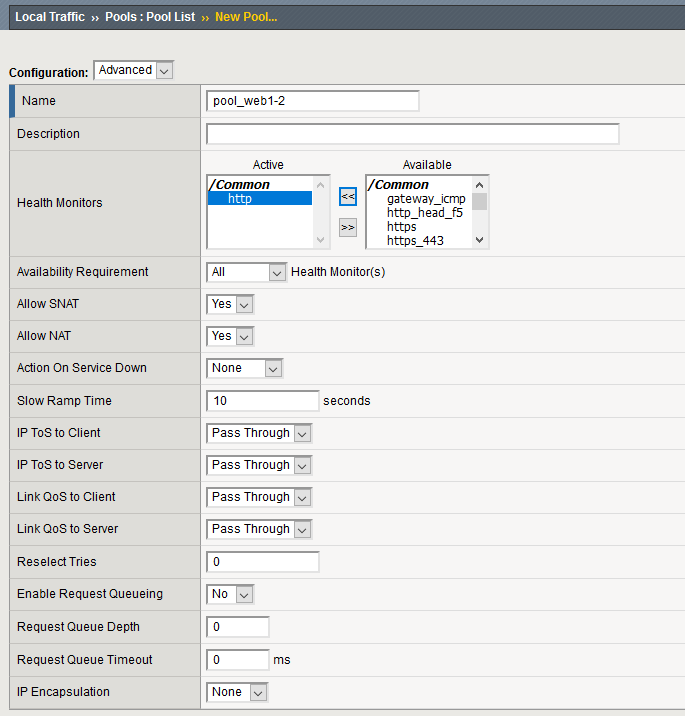 Local Traffic ›› Pools : Pool List ›› New Pool...
Configuration: Advanced
Name pool_web1-2
Description
Active Available
Health Monitors /Common http << >> /Common gateway_icmp http_head_f5 https https_443
Availability Requirement All Health Monitor(s)
Allow SNAT Yes
Allow NAT Yes
Action On Service Down None
Slow Ramp Time 10 seconds
IP ToS to Client Pass Through
IP ToS to Server Pass Through
Link QoS to Client Pass Through
Link QoS to Server Pass Through
Reselect Tries 0
Enable Request Queueing No
Request Queue Depth 0
Request Queue Timeout 0 ms
IP Encapsulation None